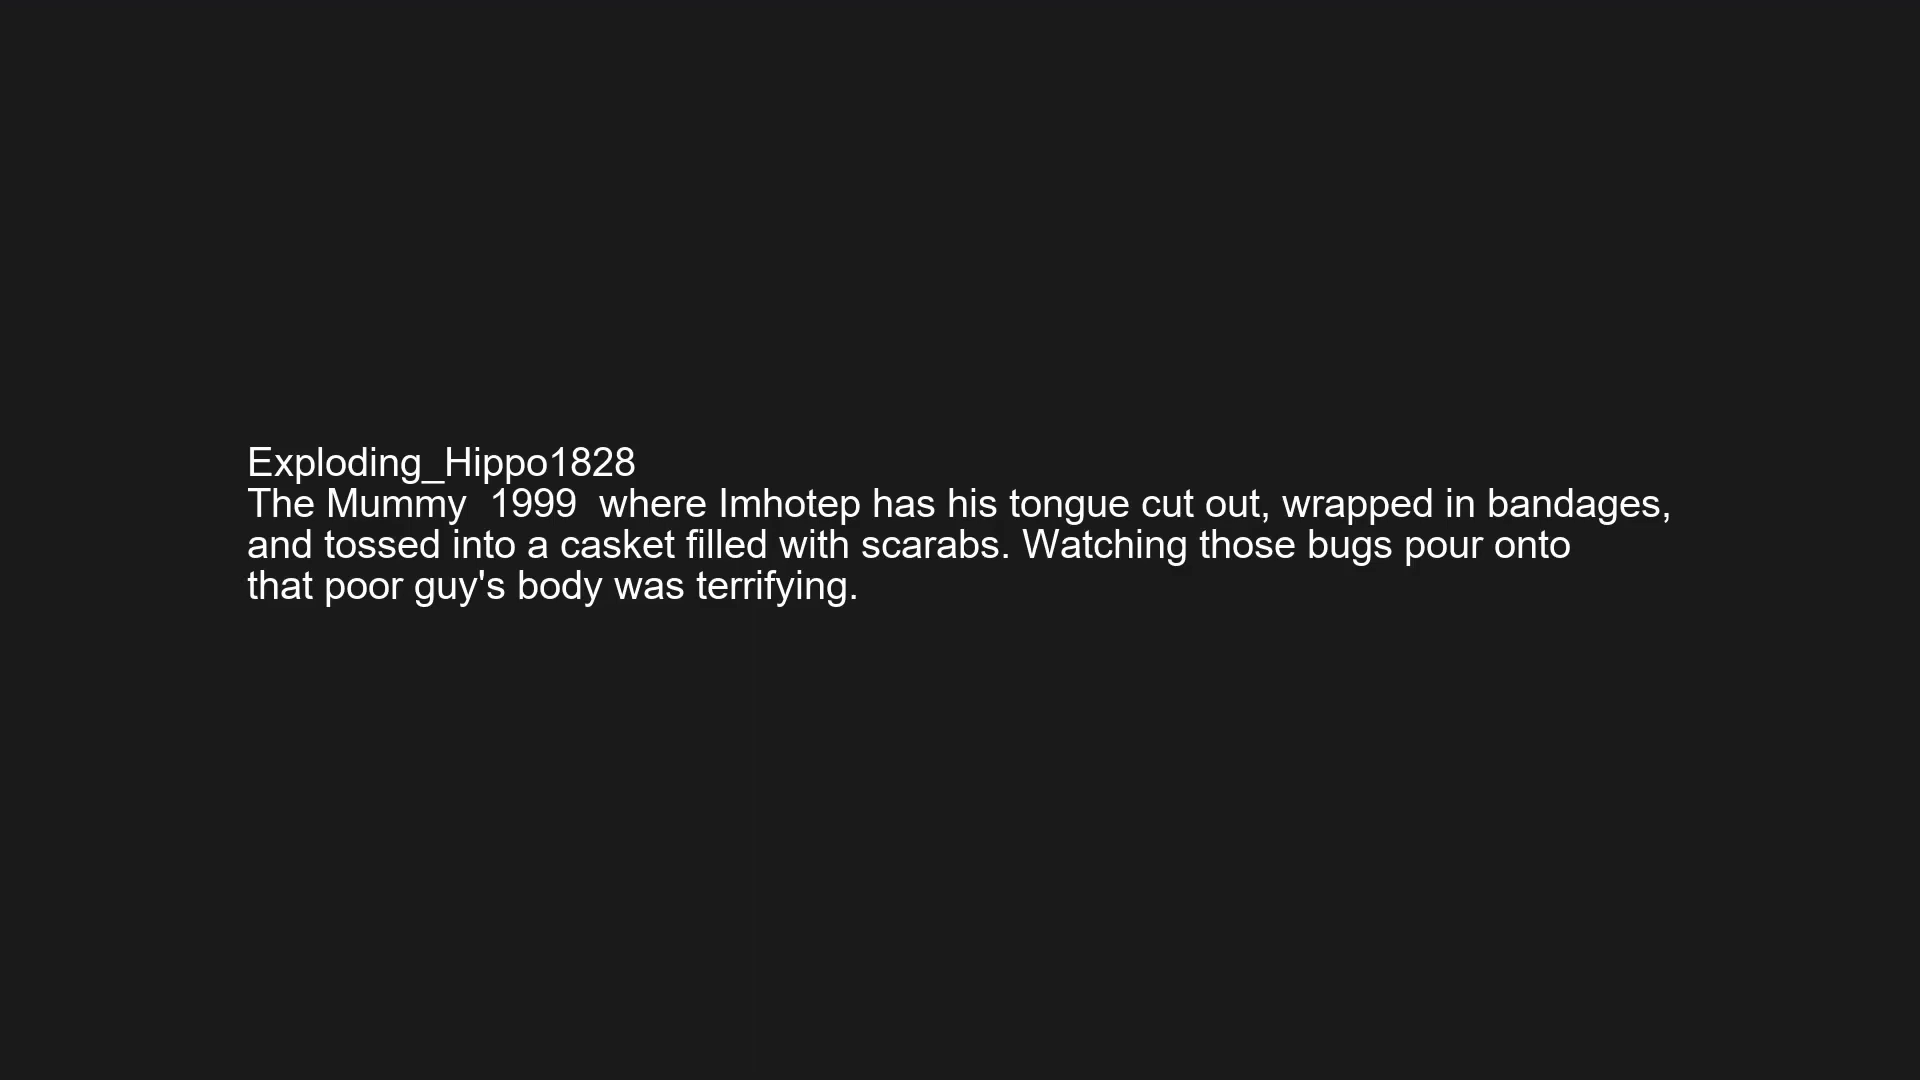 Exploding_Hippo1828
The Mummy  1999  where Imhotep has his tongue cut out, wrapped in bandages,
and tossed into a casket filled with scarabs. Watching those bugs pour onto
that poor guy's body was terrifying.